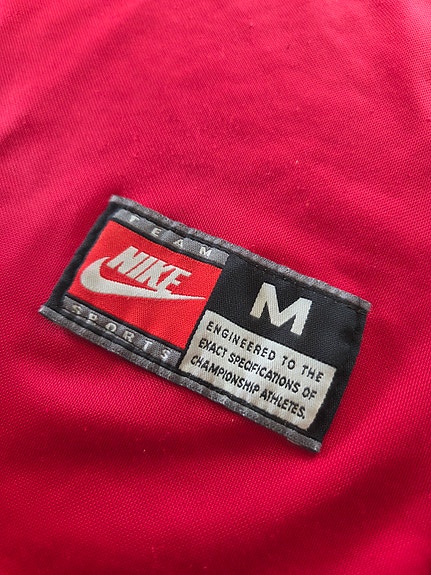 TEAM
NIKE
SPORTS
M
ENGINEERED TO THE
EXACT SPECIFICATIONS OF
CHAMPIONSHIP ATHLETES.